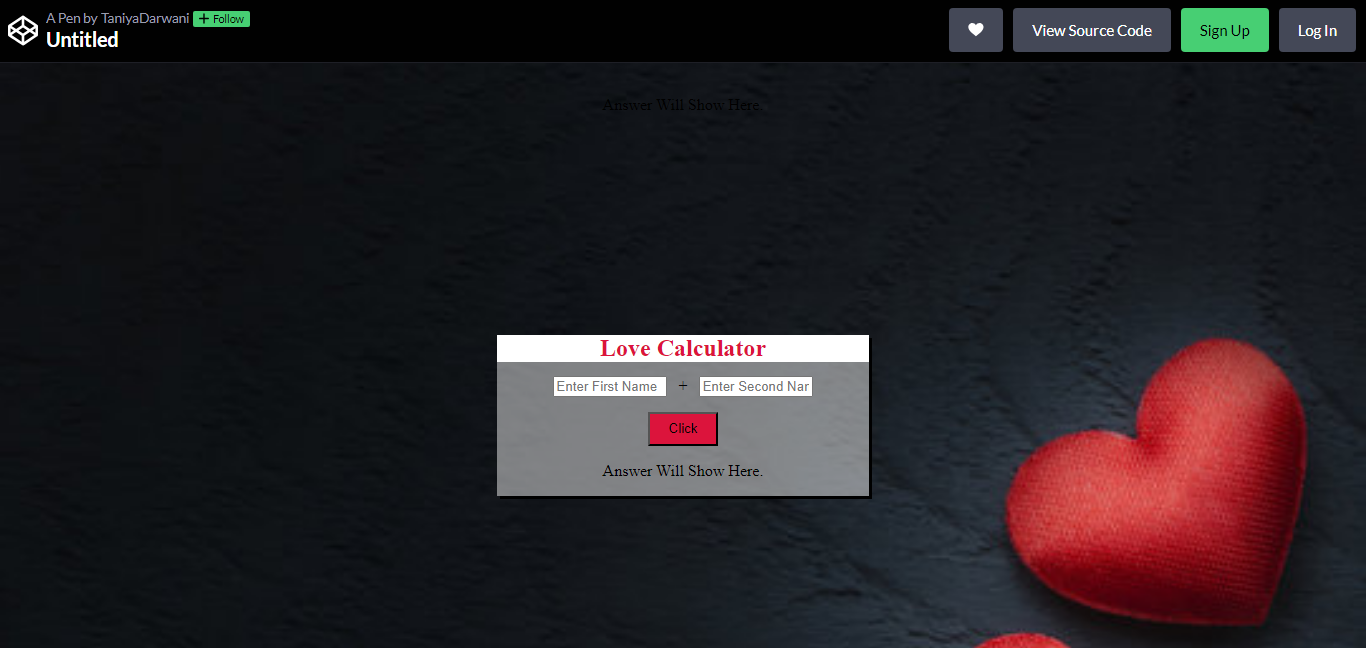 A Pen by TaniyaDarwani + Follow
Untitled
View Source Code
Sign Up
Log In
Answer Will Show Here.
Love Calculator
Enter First Name + Enter Second Nar
Click
Answer Will Show Here.